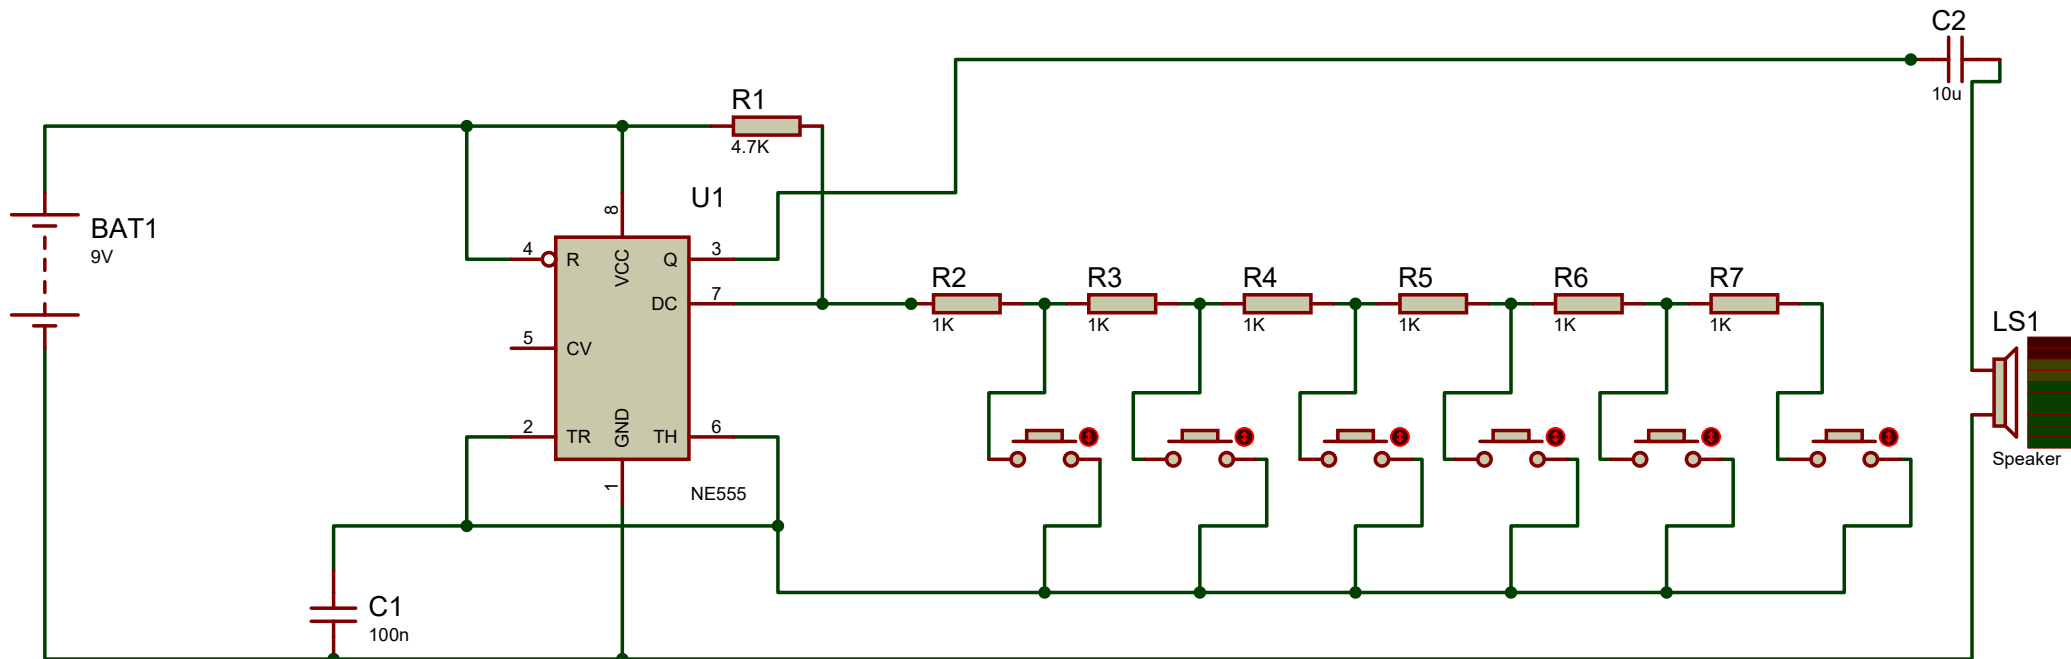 C2
10u
R1
4.7K
U1
BAT1
9V
8
4
R
VCC
Q
3
DC
7
R2
1K
R3
1K
R4
1K
R5
1K
R6
1K
R7
1K
5
CV
LS1
Speaker
2
TR
GND
TH
6
1
NE555
C1
100n